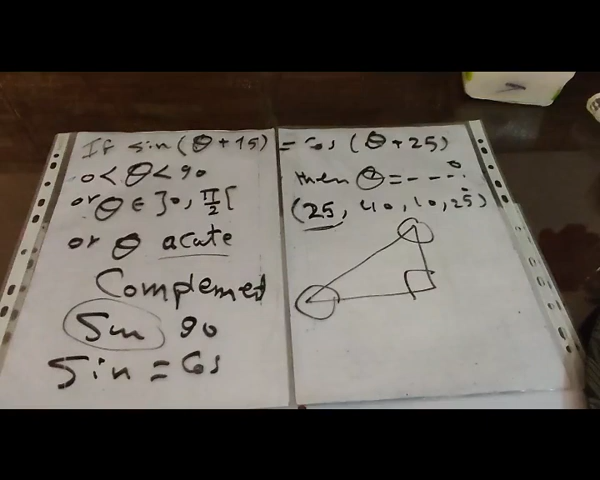 If sin(θ+15) = Cos (θ+25)
0<θ<90 then θ=----°
or θ∈]0,π/2[ (25, 40, 10, 25)
or θ acute
Complement
Sum 90
Sin = Cos